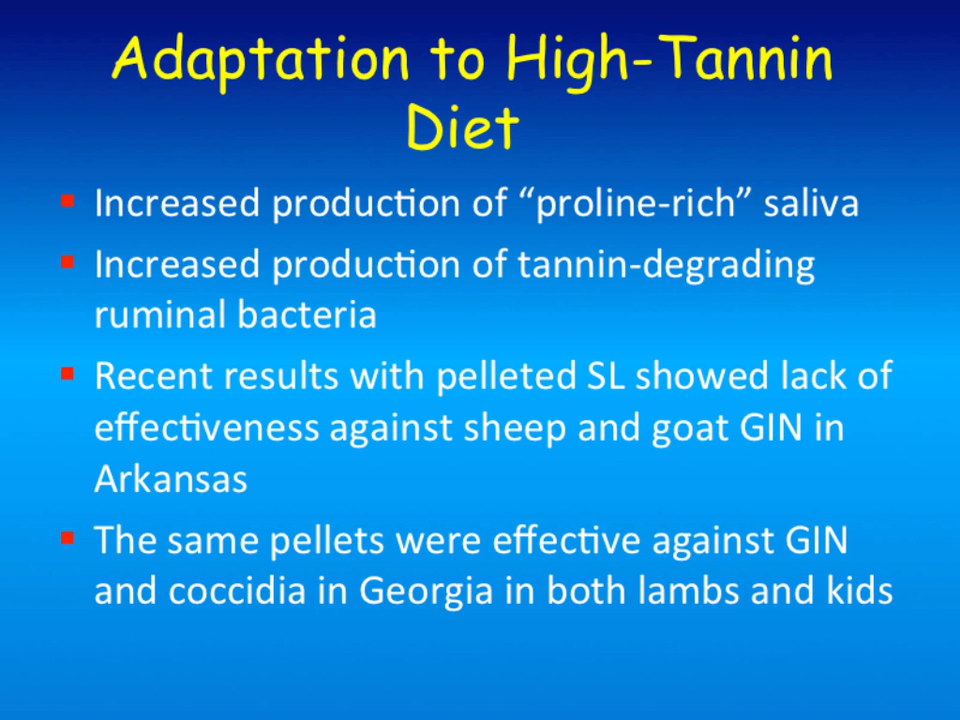 Adaptation to High-Tannin
Diet
▪ Increased production of “proline-rich” saliva
▪ Increased production of tannin-degrading
ruminal bacteria
▪ Recent results with pelleted SL showed lack of
effectiveness against sheep and goat GIN in
Arkansas
▪ The same pellets were effective against GIN
and coccidia in Georgia in both lambs and kids